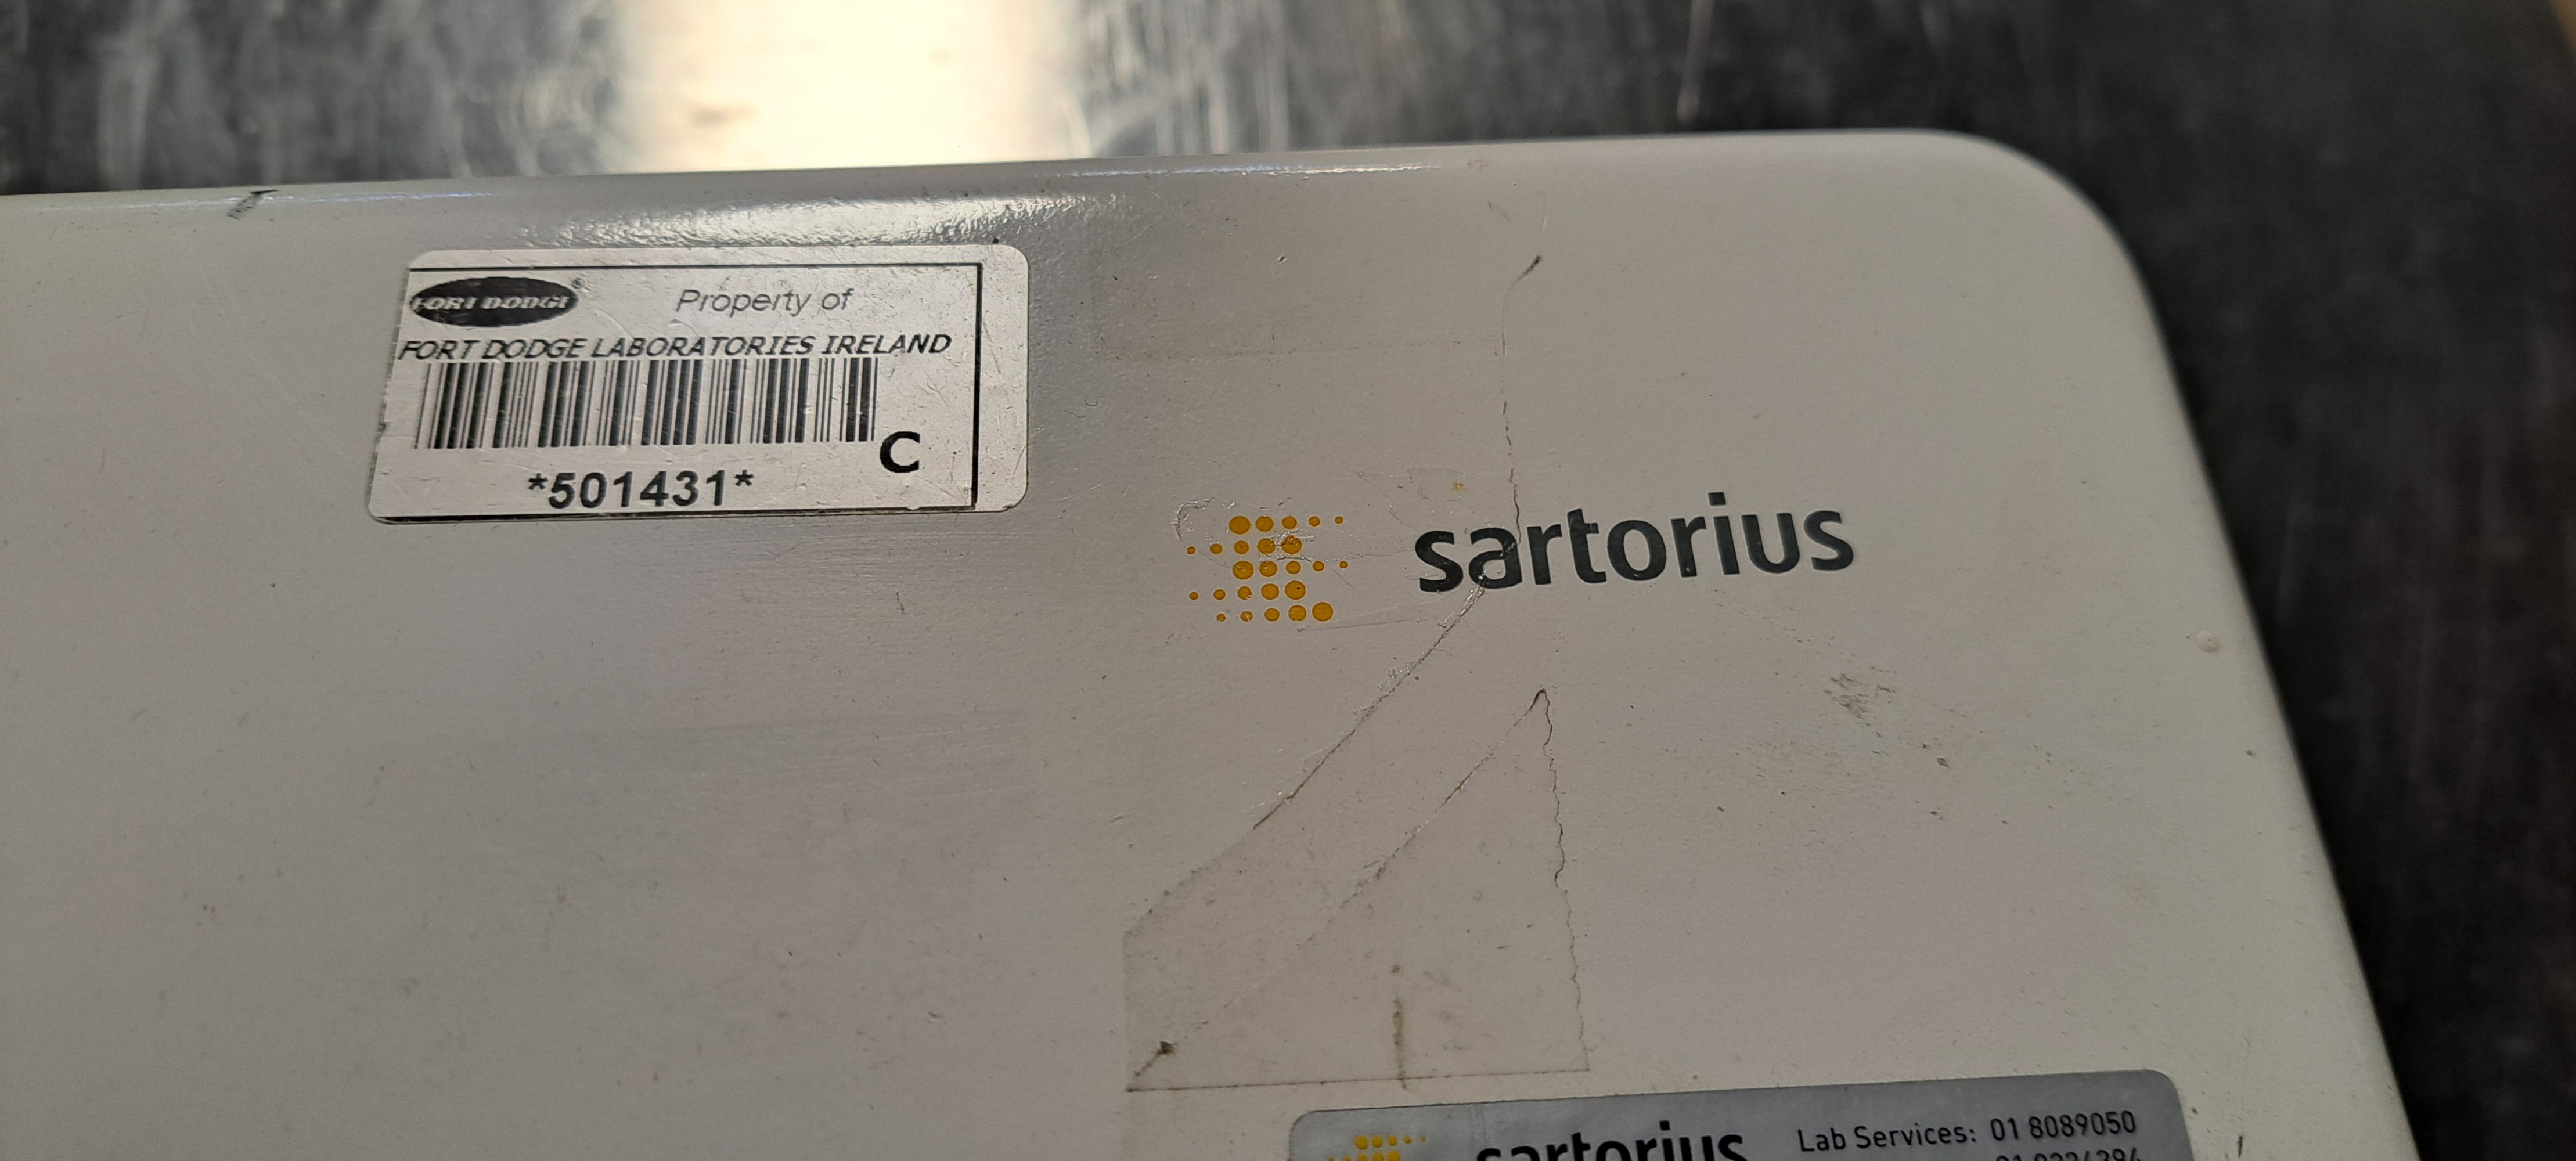 FORT DODGE ®
Property of
FORT DODGE LABORATORIES IRELAND
C
*501431*
sartorius
sartorius
Lab Services: 01 8089050